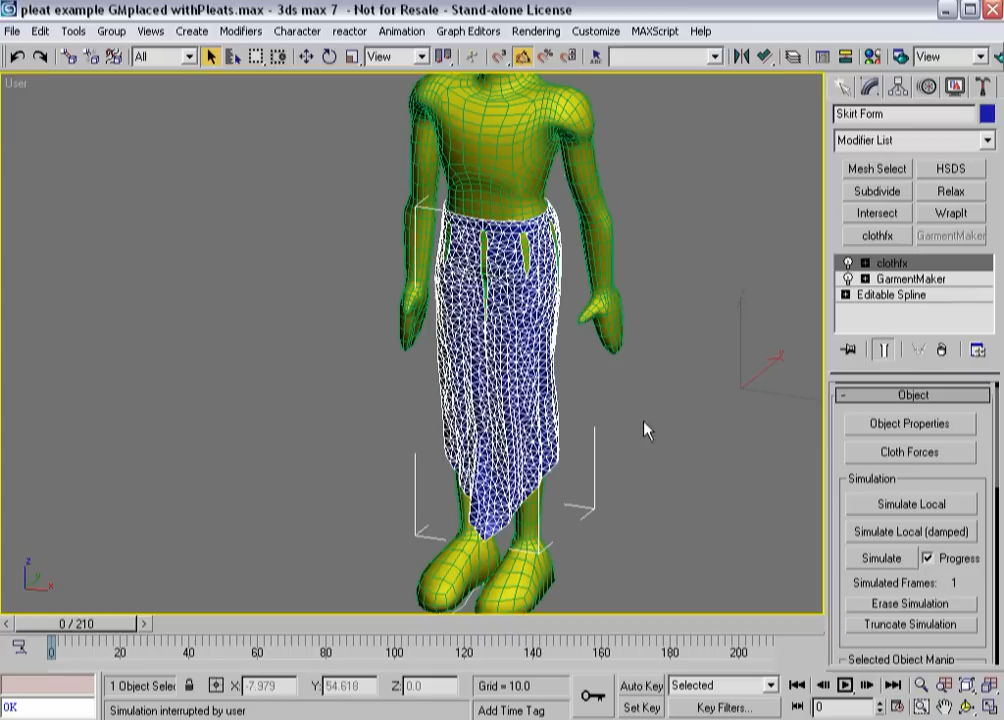 pleat example GMplaced withPleats.max - 3ds max 7 - Not for Resale - Stand-alone License
File Edit Tools Group Views Create Modifiers Character reactor Animation Graph Editors Rendering Customize MAXScript Help
All View View
User
Skirt Form
Modifier List
Mesh Select HSDS
Subdivide Relax
Intersect WrapIt
clothfx GarmentMaker
clothfx
GarmentMaker
Editable Spline
- Object
Object Properties
Cloth Forces
Simulation
Simulate Local
Simulate Local (damped)
Simulate Progress
Simulated Frames: 1
Erase Simulation
Truncate Simulation
Selected Object Manip
y
z
y
x
< 0 / 210 >
0 20 40 60 80 100 120 140 160 180 200
1 Object Selec X: -7.979 Y: 54.618 Z: 0.0 Grid = 10.0 Auto Key Selected
OK Simulation interrupted by user Add Time Tag Set Key Key Filters... 0